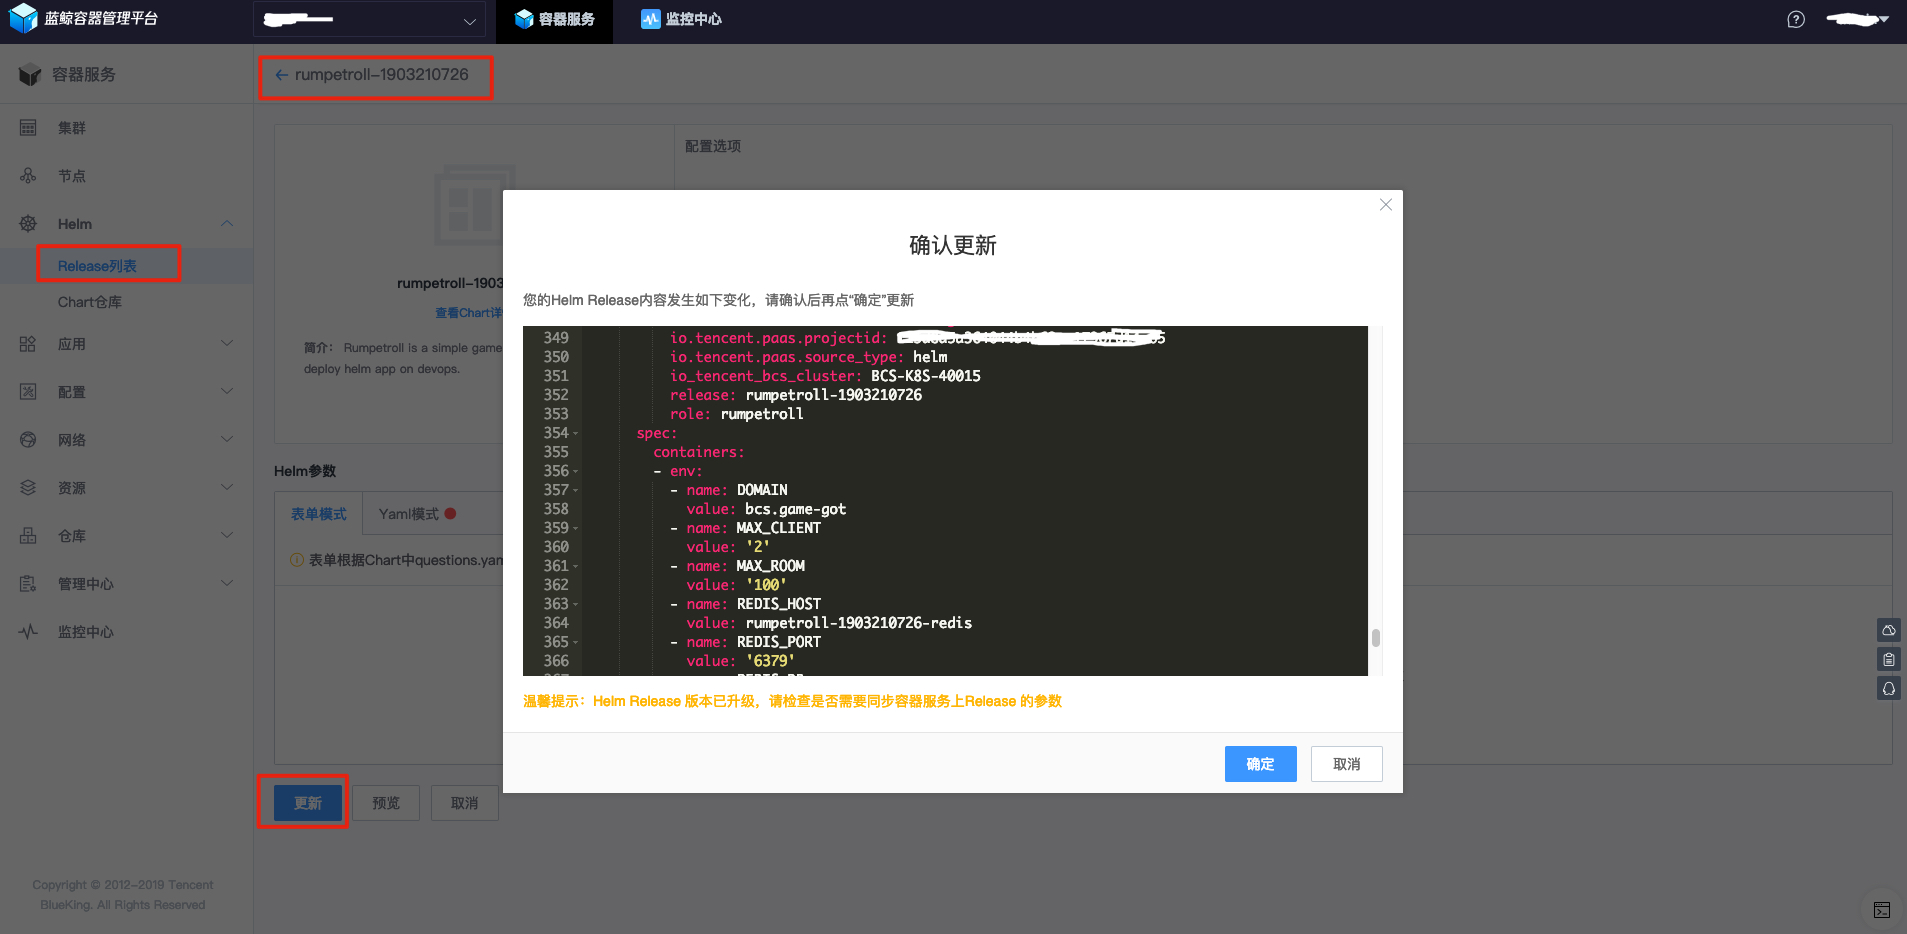 蓝鲸容器管理平台
容器服务
监控中心
容器服务
← rumpetroll-1903210726
集群
节点
Helm
Release列表
Chart仓库
应用
配置
网络
资源
仓库
管理中心
监控中心
Copyright © 2012-2019 Tencent
BlueKing. All Rights Reserved
配置选项
rumpetroll-1903
查看Chart详
简介： Rumpetroll is a simple game
deploy helm app on devops.
Helm参数
表单模式
Yaml模式
表单根据Chart中questions.yam
更新
预览
取消
确认更新
您的Helm Release内容发生如下变化，请确认后再点“确定”更新
349 io.tencent.paas.projectid:
350 io.tencent.paas.source_type: helm
351 io_tencent_bcs_cluster: BCS-K8S-40015
352 release: rumpetroll-1903210726
353 role: rumpetroll
354 spec:
355 containers:
356 - env:
357 - name: DOMAIN
358 value: bcs.game-got
359 - name: MAX_CLIENT
360 value: '2'
361 - name: MAX_ROOM
362 value: '100'
363 - name: REDIS_HOST
364 value: rumpetroll-1903210726-redis
365 - name: REDIS_PORT
366 value: '6379'
温馨提示：Helm Release 版本已升级，请检查是否需要同步容器服务上Release 的参数
确定
取消